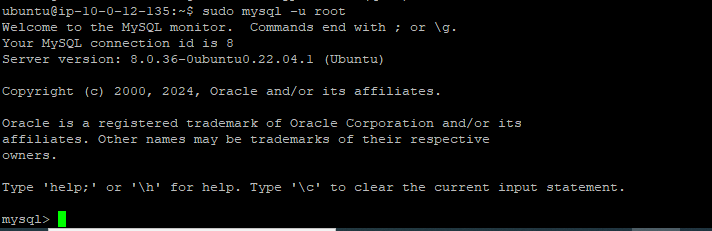 ubuntu@ip-10-0-12-135:~$ sudo mysql -u root
Welcome to the MySQL monitor.  Commands end with ; or \g.
Your MySQL connection id is 8
Server version: 8.0.36-0ubuntu0.22.04.1 (Ubuntu)
Copyright (c) 2000, 2024, Oracle and/or its affiliates.
Oracle is a registered trademark of Oracle Corporation and/or its
affiliates. Other names may be trademarks of their respective
owners.
Type 'help;' or '\h' for help. Type '\c' to clear the current input statement.
mysql>